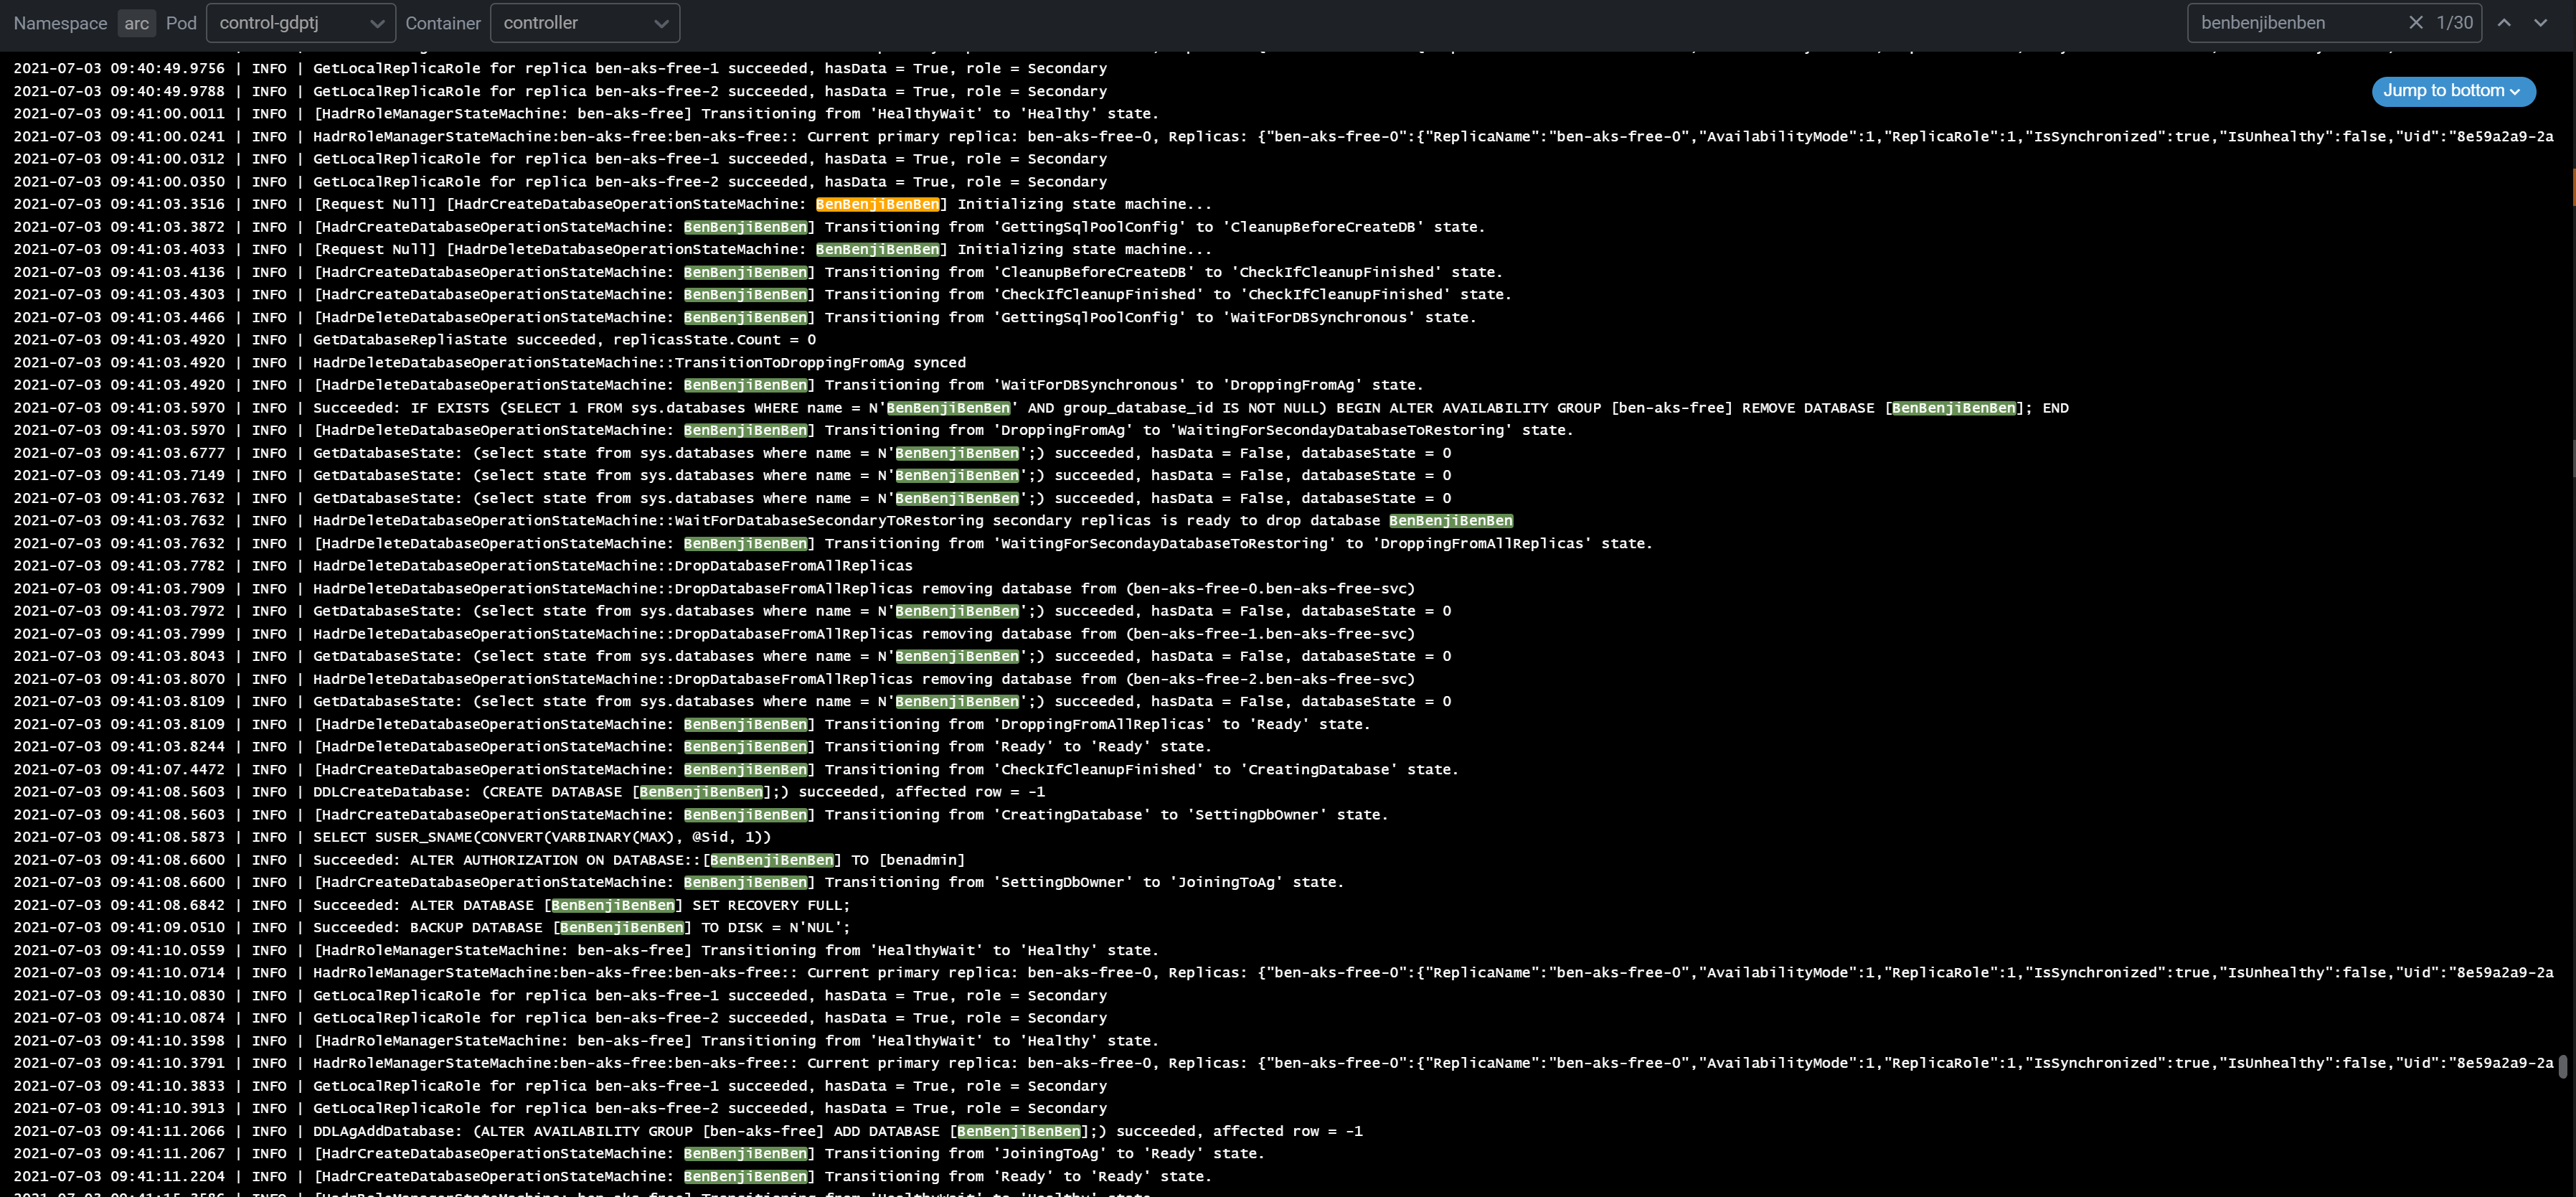 Namespace arc Pod control-gdptj Container controller benbenjibenben 1/30
2021-07-03 09:40:49.9756 | INFO | GetLocalReplicaRole for replica ben-aks-free-1 succeeded, hasData = True, role = Secondary
2021-07-03 09:40:49.9788 | INFO | GetLocalReplicaRole for replica ben-aks-free-2 succeeded, hasData = True, role = Secondary
Jump to bottom
2021-07-03 09:41:00.0011 | INFO | [HadrRoleManagerStateMachine: ben-aks-free] Transitioning from 'HealthyWait' to 'Healthy' state.
2021-07-03 09:41:00.0241 | INFO | HadrRoleManagerStateMachine:ben-aks-free:ben-aks-free:: Current primary replica: ben-aks-free-0, Replicas: {"ben-aks-free-0":{"ReplicaName":"ben-aks-free-0","AvailabilityMode":1,"ReplicaRole":1,"IsSynchronized":true,"IsUnhealthy":false,"Uid":"8e59a2a9-2a
2021-07-03 09:41:00.0312 | INFO | GetLocalReplicaRole for replica ben-aks-free-1 succeeded, hasData = True, role = Secondary
2021-07-03 09:41:00.0350 | INFO | GetLocalReplicaRole for replica ben-aks-free-2 succeeded, hasData = True, role = Secondary
2021-07-03 09:41:03.3516 | INFO | [Request Null] [HadrCreateDatabaseOperationStateMachine: BenBenjiBenBen] Initializing state machine...
2021-07-03 09:41:03.3872 | INFO | [HadrCreateDatabaseOperationStateMachine: BenBenjiBenBen] Transitioning from 'GettingSqlPoolConfig' to 'CleanupBeforeCreateDB' state.
2021-07-03 09:41:03.4033 | INFO | [Request Null] [HadrDeleteDatabaseOperationStateMachine: BenBenjiBenBen] Initializing state machine...
2021-07-03 09:41:03.4136 | INFO | [HadrCreateDatabaseOperationStateMachine: BenBenjiBenBen] Transitioning from 'CleanupBeforeCreateDB' to 'CheckIfCleanupFinished' state.
2021-07-03 09:41:03.4303 | INFO | [HadrCreateDatabaseOperationStateMachine: BenBenjiBenBen] Transitioning from 'CheckIfCleanupFinished' to 'CheckIfCleanupFinished' state.
2021-07-03 09:41:03.4466 | INFO | [HadrDeleteDatabaseOperationStateMachine: BenBenjiBenBen] Transitioning from 'GettingSqlPoolConfig' to 'WaitForDBSynchronous' state.
2021-07-03 09:41:03.4920 | INFO | GetDatabaseRepliaState succeeded, replicasState.Count = 0
2021-07-03 09:41:03.4920 | INFO | HadrDeleteDatabaseOperationStateMachine::TransitionToDroppingFromAg synced
2021-07-03 09:41:03.4920 | INFO | [HadrDeleteDatabaseOperationStateMachine: BenBenjiBenBen] Transitioning from 'WaitForDBSynchronous' to 'DroppingFromAg' state.
2021-07-03 09:41:03.5970 | INFO | Succeeded: IF EXISTS (SELECT 1 FROM sys.databases WHERE name = N'BenBenjiBenBen' AND group_database_id IS NOT NULL) BEGIN ALTER AVAILABILITY GROUP [ben-aks-free] REMOVE DATABASE [BenBenjiBenBen]; END
2021-07-03 09:41:03.5970 | INFO | [HadrDeleteDatabaseOperationStateMachine: BenBenjiBenBen] Transitioning from 'DroppingFromAg' to 'WaitingForSecondayDatabaseToRestoring' state.
2021-07-03 09:41:03.6777 | INFO | GetDatabaseState: (select state from sys.databases where name = N'BenBenjiBenBen';) succeeded, hasData = False, databaseState = 0
2021-07-03 09:41:03.7149 | INFO | GetDatabaseState: (select state from sys.databases where name = N'BenBenjiBenBen';) succeeded, hasData = False, databaseState = 0
2021-07-03 09:41:03.7632 | INFO | GetDatabaseState: (select state from sys.databases where name = N'BenBenjiBenBen';) succeeded, hasData = False, databaseState = 0
2021-07-03 09:41:03.7632 | INFO | HadrDeleteDatabaseOperationStateMachine::WaitForDatabaseSecondaryToRestoring secondary replicas is ready to drop database BenBenjiBenBen
2021-07-03 09:41:03.7632 | INFO | [HadrDeleteDatabaseOperationStateMachine: BenBenjiBenBen] Transitioning from 'WaitingForSecondayDatabaseToRestoring' to 'DroppingFromAllReplicas' state.
2021-07-03 09:41:03.7782 | INFO | HadrDeleteDatabaseOperationStateMachine::DropDatabaseFromAllReplicas
2021-07-03 09:41:03.7909 | INFO | HadrDeleteDatabaseOperationStateMachine::DropDatabaseFromAllReplicas removing database from (ben-aks-free-0.ben-aks-free-svc)
2021-07-03 09:41:03.7972 | INFO | GetDatabaseState: (select state from sys.databases where name = N'BenBenjiBenBen';) succeeded, hasData = False, databaseState = 0
2021-07-03 09:41:03.7999 | INFO | HadrDeleteDatabaseOperationStateMachine::DropDatabaseFromAllReplicas removing database from (ben-aks-free-1.ben-aks-free-svc)
2021-07-03 09:41:03.8043 | INFO | GetDatabaseState: (select state from sys.databases where name = N'BenBenjiBenBen';) succeeded, hasData = False, databaseState = 0
2021-07-03 09:41:03.8070 | INFO | HadrDeleteDatabaseOperationStateMachine::DropDatabaseFromAllReplicas removing database from (ben-aks-free-2.ben-aks-free-svc)
2021-07-03 09:41:03.8109 | INFO | GetDatabaseState: (select state from sys.databases where name = N'BenBenjiBenBen';) succeeded, hasData = False, databaseState = 0
2021-07-03 09:41:03.8109 | INFO | [HadrDeleteDatabaseOperationStateMachine: BenBenjiBenBen] Transitioning from 'DroppingFromAllReplicas' to 'Ready' state.
2021-07-03 09:41:03.8244 | INFO | [HadrDeleteDatabaseOperationStateMachine: BenBenjiBenBen] Transitioning from 'Ready' to 'Ready' state.
2021-07-03 09:41:07.4472 | INFO | [HadrCreateDatabaseOperationStateMachine: BenBenjiBenBen] Transitioning from 'CheckIfCleanupFinished' to 'CreatingDatabase' state.
2021-07-03 09:41:08.5603 | INFO | DDLCreateDatabase: (CREATE DATABASE [BenBenjiBenBen];) succeeded, affected row = -1
2021-07-03 09:41:08.5603 | INFO | [HadrCreateDatabaseOperationStateMachine: BenBenjiBenBen] Transitioning from 'CreatingDatabase' to 'SettingDbOwner' state.
2021-07-03 09:41:08.5873 | INFO | SELECT SUSER_SNAME(CONVERT(VARBINARY(MAX), @Sid, 1))
2021-07-03 09:41:08.6600 | INFO | Succeeded: ALTER AUTHORIZATION ON DATABASE::[BenBenjiBenBen] TO [benadmin]
2021-07-03 09:41:08.6600 | INFO | [HadrCreateDatabaseOperationStateMachine: BenBenjiBenBen] Transitioning from 'SettingDbOwner' to 'JoiningToAg' state.
2021-07-03 09:41:08.6842 | INFO | Succeeded: ALTER DATABASE [BenBenjiBenBen] SET RECOVERY FULL;
2021-07-03 09:41:09.0510 | INFO | Succeeded: BACKUP DATABASE [BenBenjiBenBen] TO DISK = N'NUL';
2021-07-03 09:41:10.0559 | INFO | [HadrRoleManagerStateMachine: ben-aks-free] Transitioning from 'HealthyWait' to 'Healthy' state.
2021-07-03 09:41:10.0714 | INFO | HadrRoleManagerStateMachine:ben-aks-free:ben-aks-free:: Current primary replica: ben-aks-free-0, Replicas: {"ben-aks-free-0":{"ReplicaName":"ben-aks-free-0","AvailabilityMode":1,"ReplicaRole":1,"IsSynchronized":true,"IsUnhealthy":false,"Uid":"8e59a2a9-2a
2021-07-03 09:41:10.0830 | INFO | GetLocalReplicaRole for replica ben-aks-free-1 succeeded, hasData = True, role = Secondary
2021-07-03 09:41:10.0874 | INFO | GetLocalReplicaRole for replica ben-aks-free-2 succeeded, hasData = True, role = Secondary
2021-07-03 09:41:10.3598 | INFO | [HadrRoleManagerStateMachine: ben-aks-free] Transitioning from 'HealthyWait' to 'Healthy' state.
2021-07-03 09:41:10.3791 | INFO | HadrRoleManagerStateMachine:ben-aks-free:ben-aks-free:: Current primary replica: ben-aks-free-0, Replicas: {"ben-aks-free-0":{"ReplicaName":"ben-aks-free-0","AvailabilityMode":1,"ReplicaRole":1,"IsSynchronized":true,"IsUnhealthy":false,"Uid":"8e59a2a9-2a
2021-07-03 09:41:10.3833 | INFO | GetLocalReplicaRole for replica ben-aks-free-1 succeeded, hasData = True, role = Secondary
2021-07-03 09:41:10.3913 | INFO | GetLocalReplicaRole for replica ben-aks-free-2 succeeded, hasData = True, role = Secondary
2021-07-03 09:41:11.2066 | INFO | DDLAgAddDatabase: (ALTER AVAILABILITY GROUP [ben-aks-free] ADD DATABASE [BenBenjiBenBen];) succeeded, affected row = -1
2021-07-03 09:41:11.2067 | INFO | [HadrCreateDatabaseOperationStateMachine: BenBenjiBenBen] Transitioning from 'JoiningToAg' to 'Ready' state.
2021-07-03 09:41:11.2204 | INFO | [HadrCreateDatabaseOperationStateMachine: BenBenjiBenBen] Transitioning from 'Ready' to 'Ready' state.